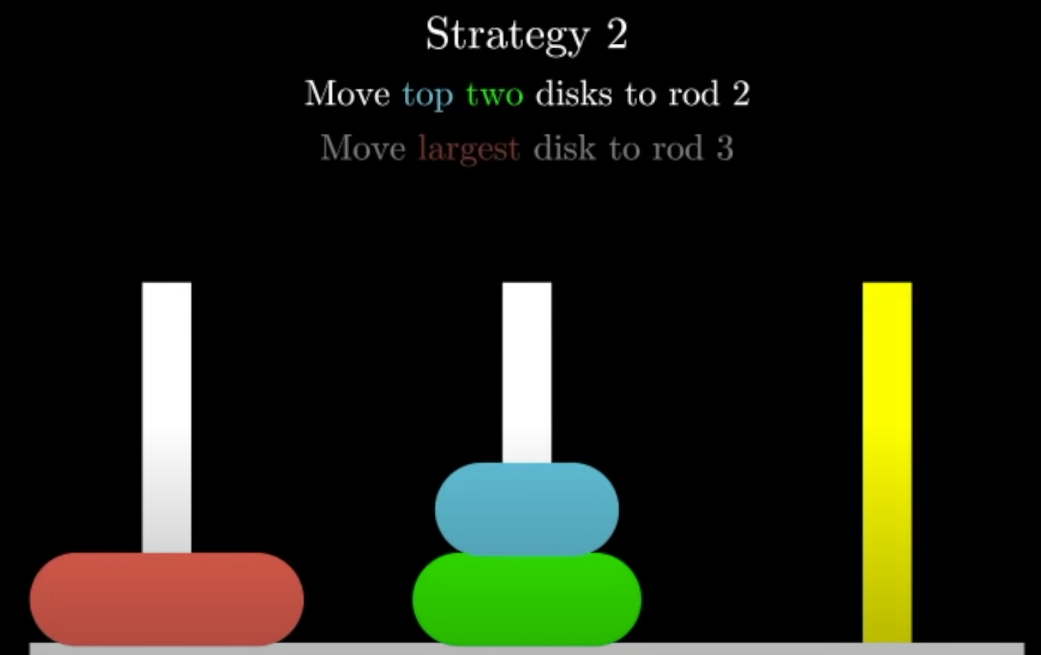 Strategy 2
Move top two disks to rod 2
Move largest disk to rod 3